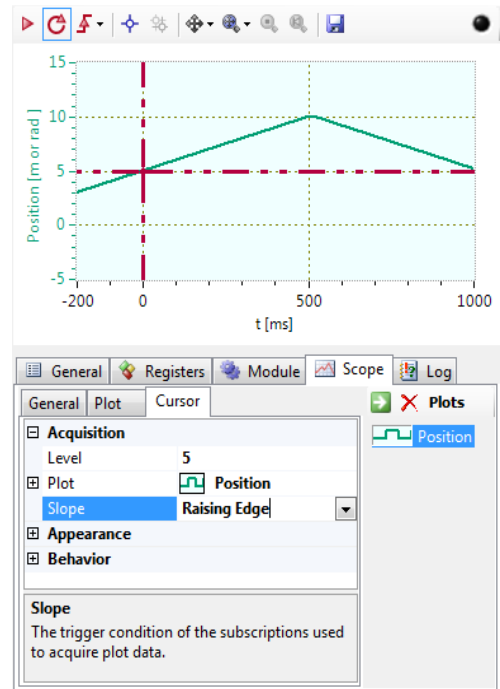 15
10
5
0
-5
Position [m or rad ]
-200 0 500 1000
t [ms]
General Registers Module Scope Log
General Plot Cursor
Plots
Acquisition
Position
Level 5
Plot Position
Slope Raising Edge
Appearance
Behavior
Slope
The trigger condition of the subscriptions used
to acquire plot data.